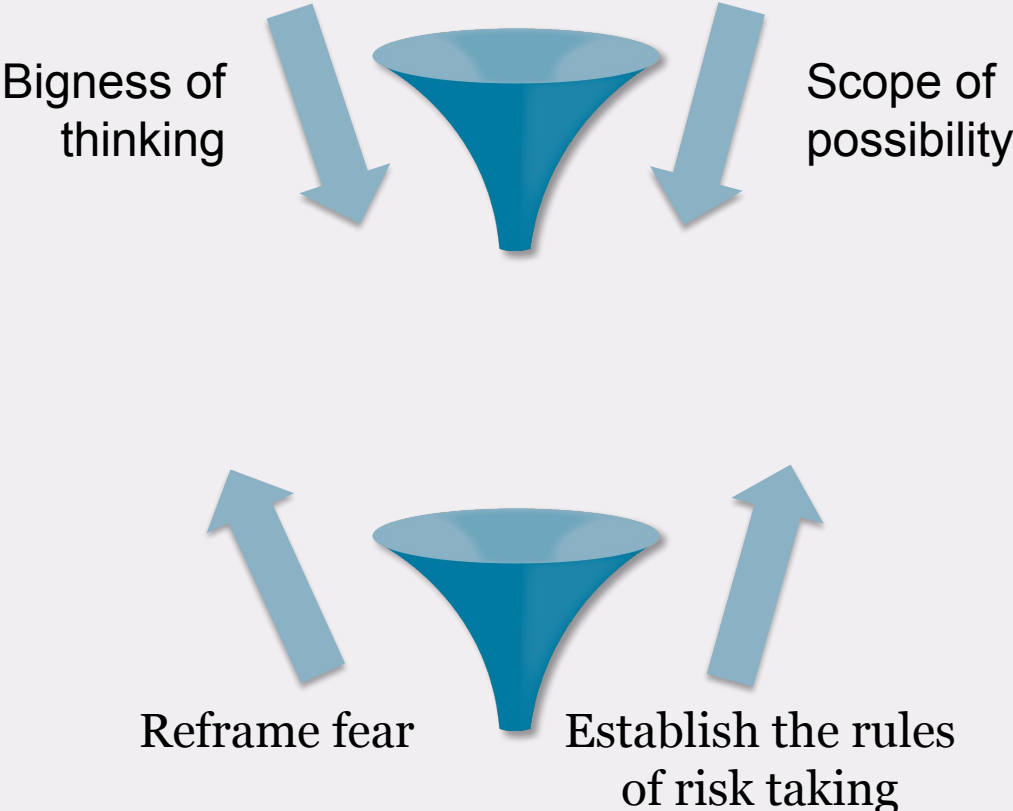 Bigness of
thinking
Scope of
possibility
Reframe fear
Establish the rules
of risk taking